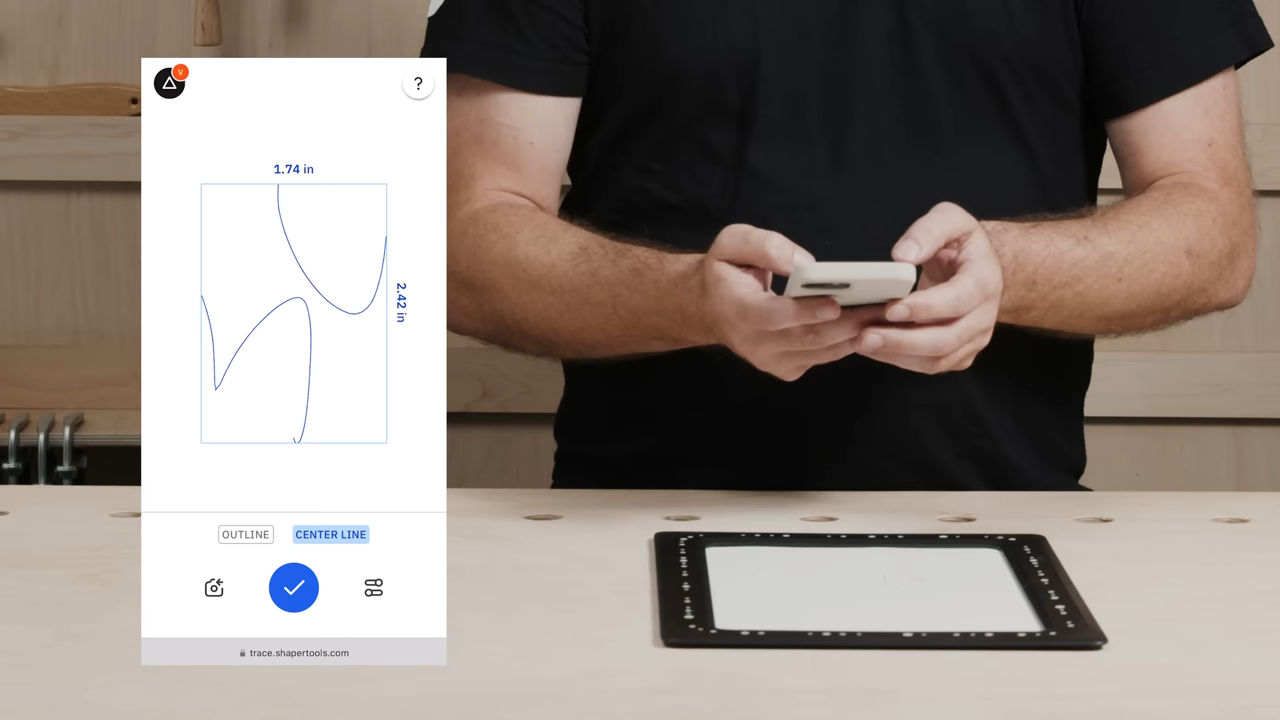 V
?
1.74 in
2.42 in
OUTLINE
CENTER LINE
trace.shapertools.com